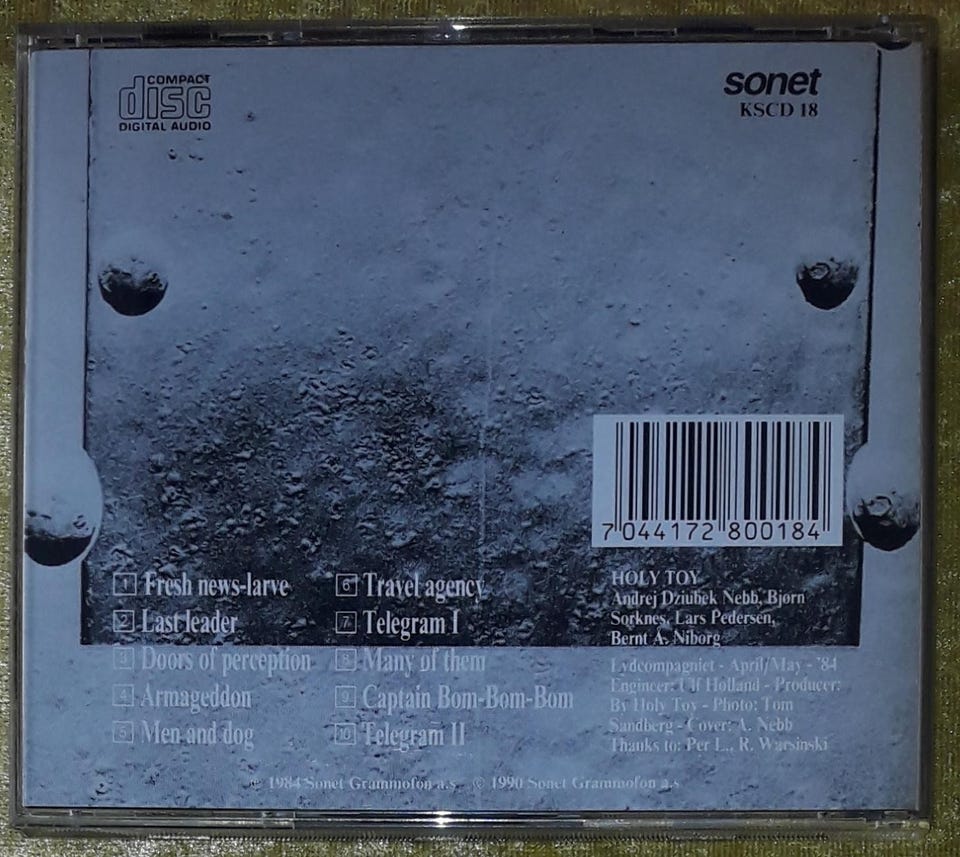 COMPACT
disc
DIGITAL AUDIO
sonet
KSCD 18
7 044172 800184
1 Fresh news-larve
2 Last leader
3 Doors of perception
4 Armageddon
5 Men and dog
6 Travel agency
7 Telegram I
8 Many of them
9 Captain Bom-Bom-Bom
10 Telegram II
HOLY TOY
Andrej Dziubek Nebb, Bjørn
Sorknes, Lars Pedersen,
Bernt A. Niborg
Lydcompagniet - April/May - '84
Engineer: Ulf Holland - Producer:
By Holy Toy - Photo: Tom
Sandberg - Cover: A. Nebb
Thanks to: Per L., R. Warsinski
℗ 1984 Sonet Grammofon a.s. © 1990 Sonet Grammofon a.s